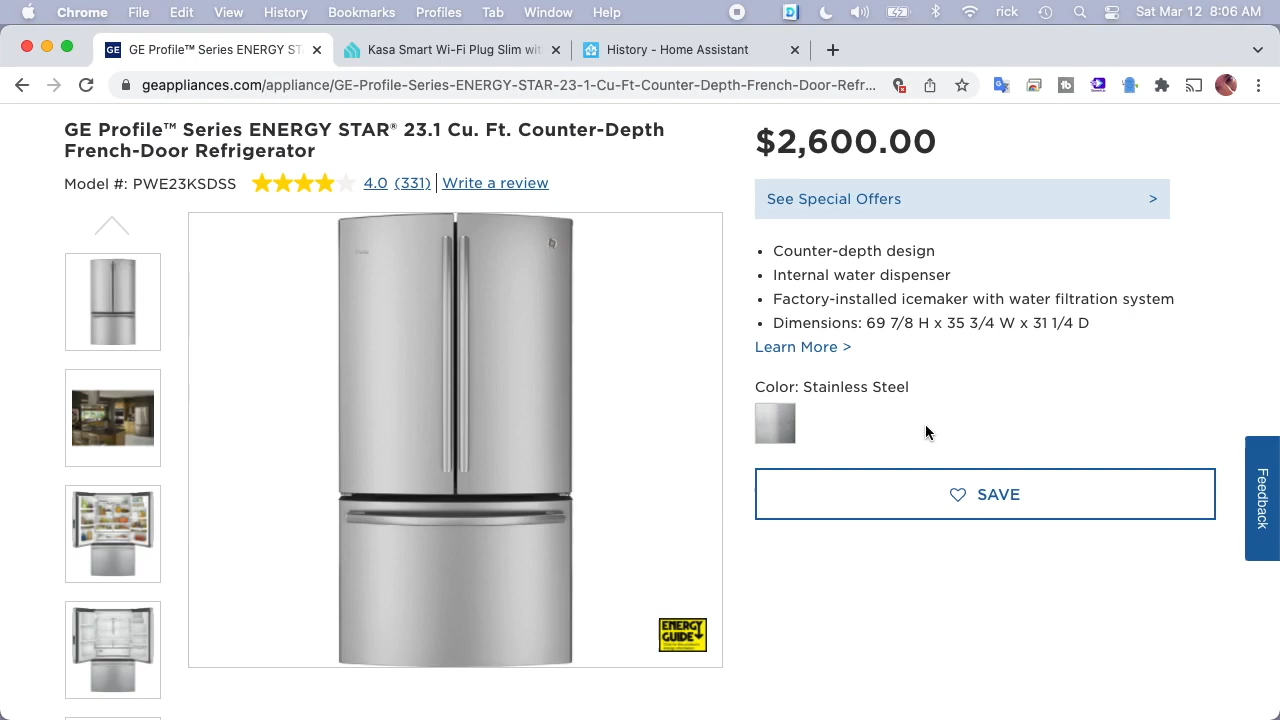 Chrome File Edit View History Bookmarks Profiles Tab Window Help rick Sat Mar 12 8:06 AM
GE GE Profile™ Series ENERGY ST Kasa Smart Wi-Fi Plug Slim wit History - Home Assistant
geappliances.com/appliance/GE-Profile-Series-ENERGY-STAR-23-1-Cu-Ft-Counter-Depth-French-Door-Refr...
GE Profile™ Series ENERGY STAR® 23.1 Cu. Ft. Counter-Depth
French-Door Refrigerator
Model #: PWE23KSDSS 4.0 (331) Write a review
$2,600.00
See Special Offers >
• Counter-depth design
• Internal water dispenser
• Factory-installed icemaker with water filtration system
• Dimensions: 69 7/8 H x 35 3/4 W x 31 1/4 D
Learn More >
Color: Stainless Steel
SAVE
Feedback
ENERGY
GUIDE